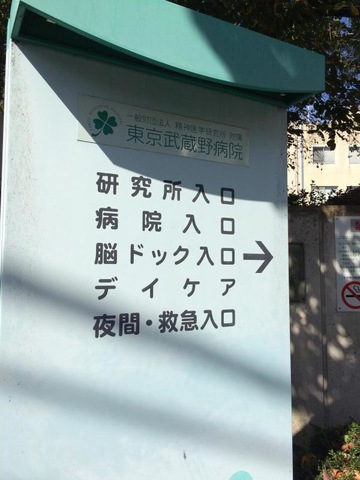 一般財団法人 精神医学研究所 附属
東京武蔵野病院
研究所入口
病院入口
脳ドック入口→
デイケア
夜間・救急入口